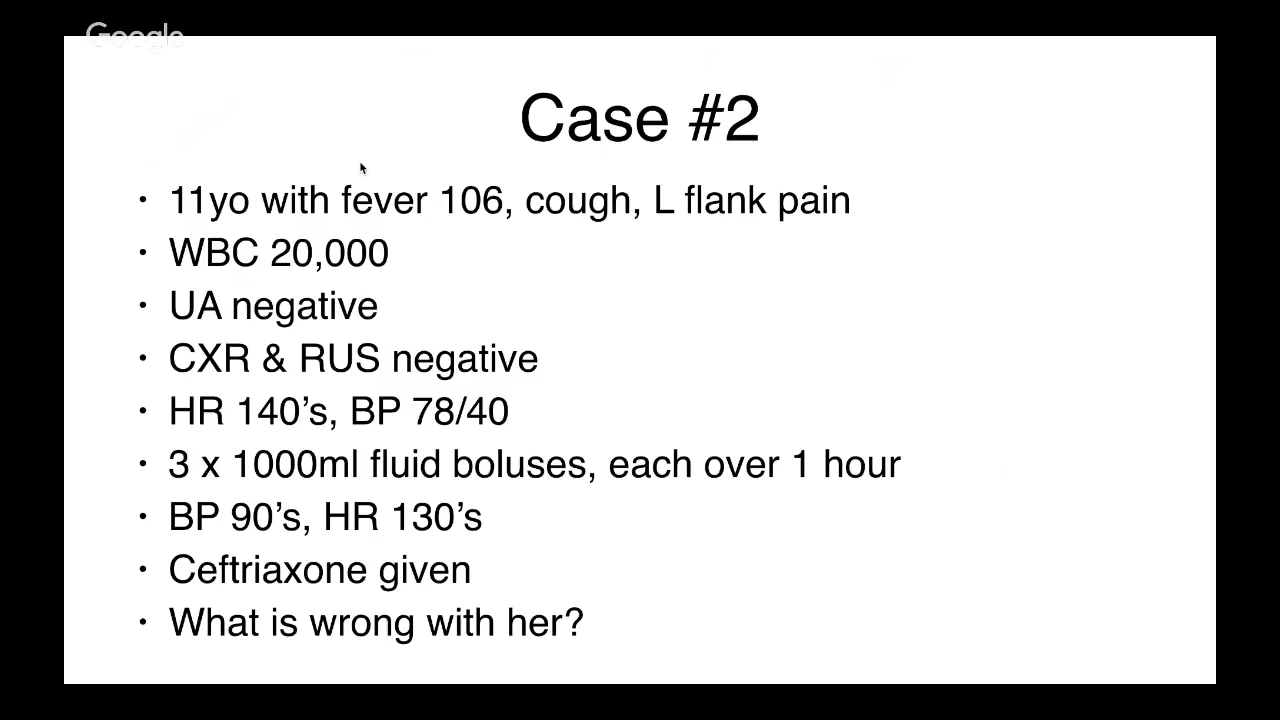 Google
Case #2
• 11yo with fever 106, cough, L flank pain
• WBC 20,000
• UA negative
• CXR & RUS negative
• HR 140’s, BP 78/40
• 3 x 1000ml fluid boluses, each over 1 hour
• BP 90’s, HR 130’s
• Ceftriaxone given
• What is wrong with her?